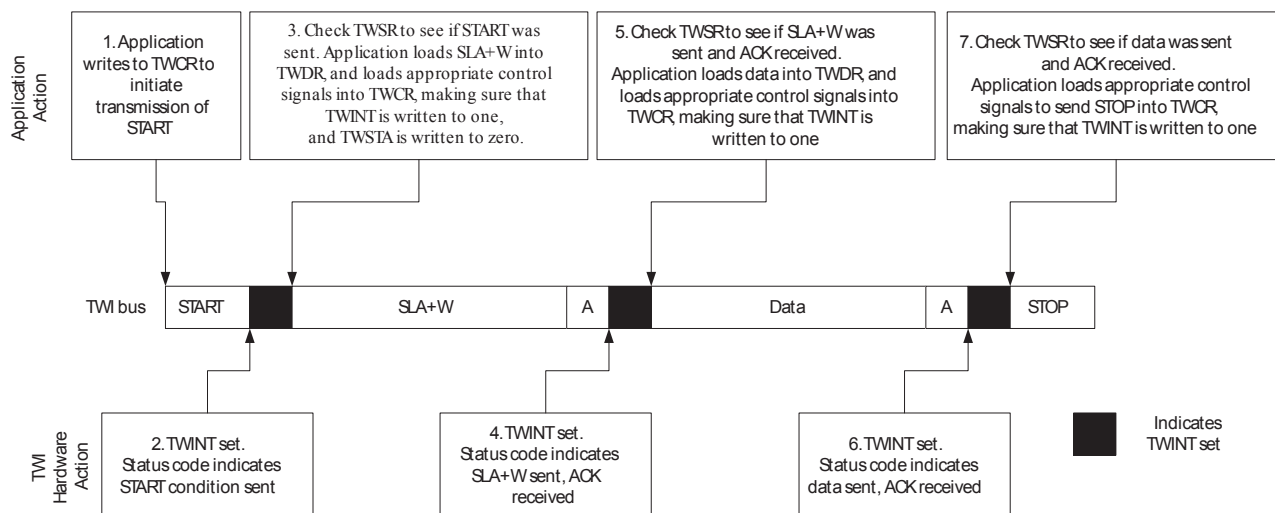 Application
Action
1. Application
writes to TWCR to
initiate
transmission of
START
3. Check TWSR to see if START was
sent. Application loads SLA+W into
TWDR, and loads appropriate control
signals into TWCR, making sure that
TWINT is written to one,
and TWSTA is written to zero.
5. Check TWSR to see if SLA+W was
sent and ACK received.
Application loads data into TWDR, and
loads appropriate control signals into
TWCR, making sure that TWINT is
written to one
7. Check TWSR to see if data was sent
and ACK received.
Application loads appropriate control
signals to send STOP into TWCR,
making sure that TWINT is written to one
TWI bus
START
SLA+W
A
Data
A
STOP
TWI
Hardware
Action
2. TWINT set.
Status code indicates
START condition sent
4. TWINT set.
Status code indicates
SLA+W sent, ACK
received
6. TWINT set.
Status code indicates
data sent, ACK received
Indicates
TWINT set